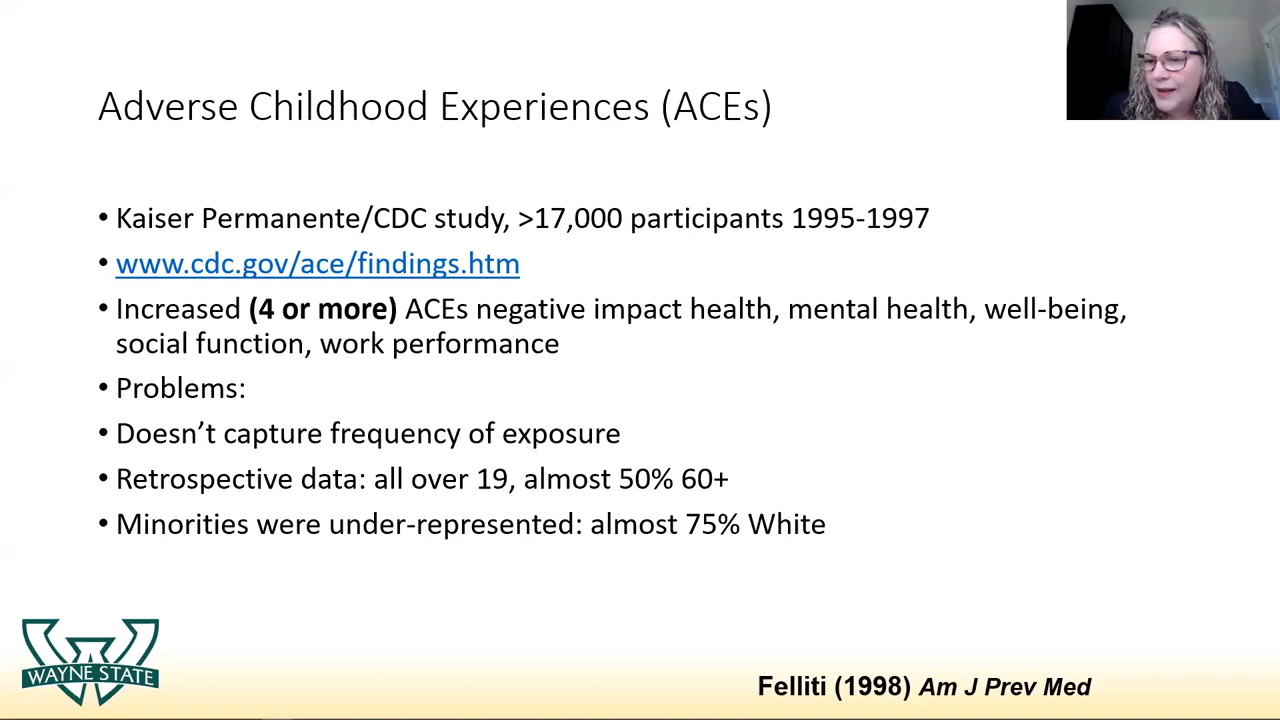 Adverse Childhood Experiences (ACEs)
• Kaiser Permanente/CDC study, >17,000 participants 1995-1997
• www.cdc.gov/ace/findings.htm
• Increased (4 or more) ACEs negative impact health, mental health, well-being,
social function, work performance
• Problems:
• Doesn’t capture frequency of exposure
• Retrospective data: all over 19, almost 50% 60+
• Minorities were under-represented: almost 75% White
WAYNE STATE
Felliti (1998) Am J Prev Med